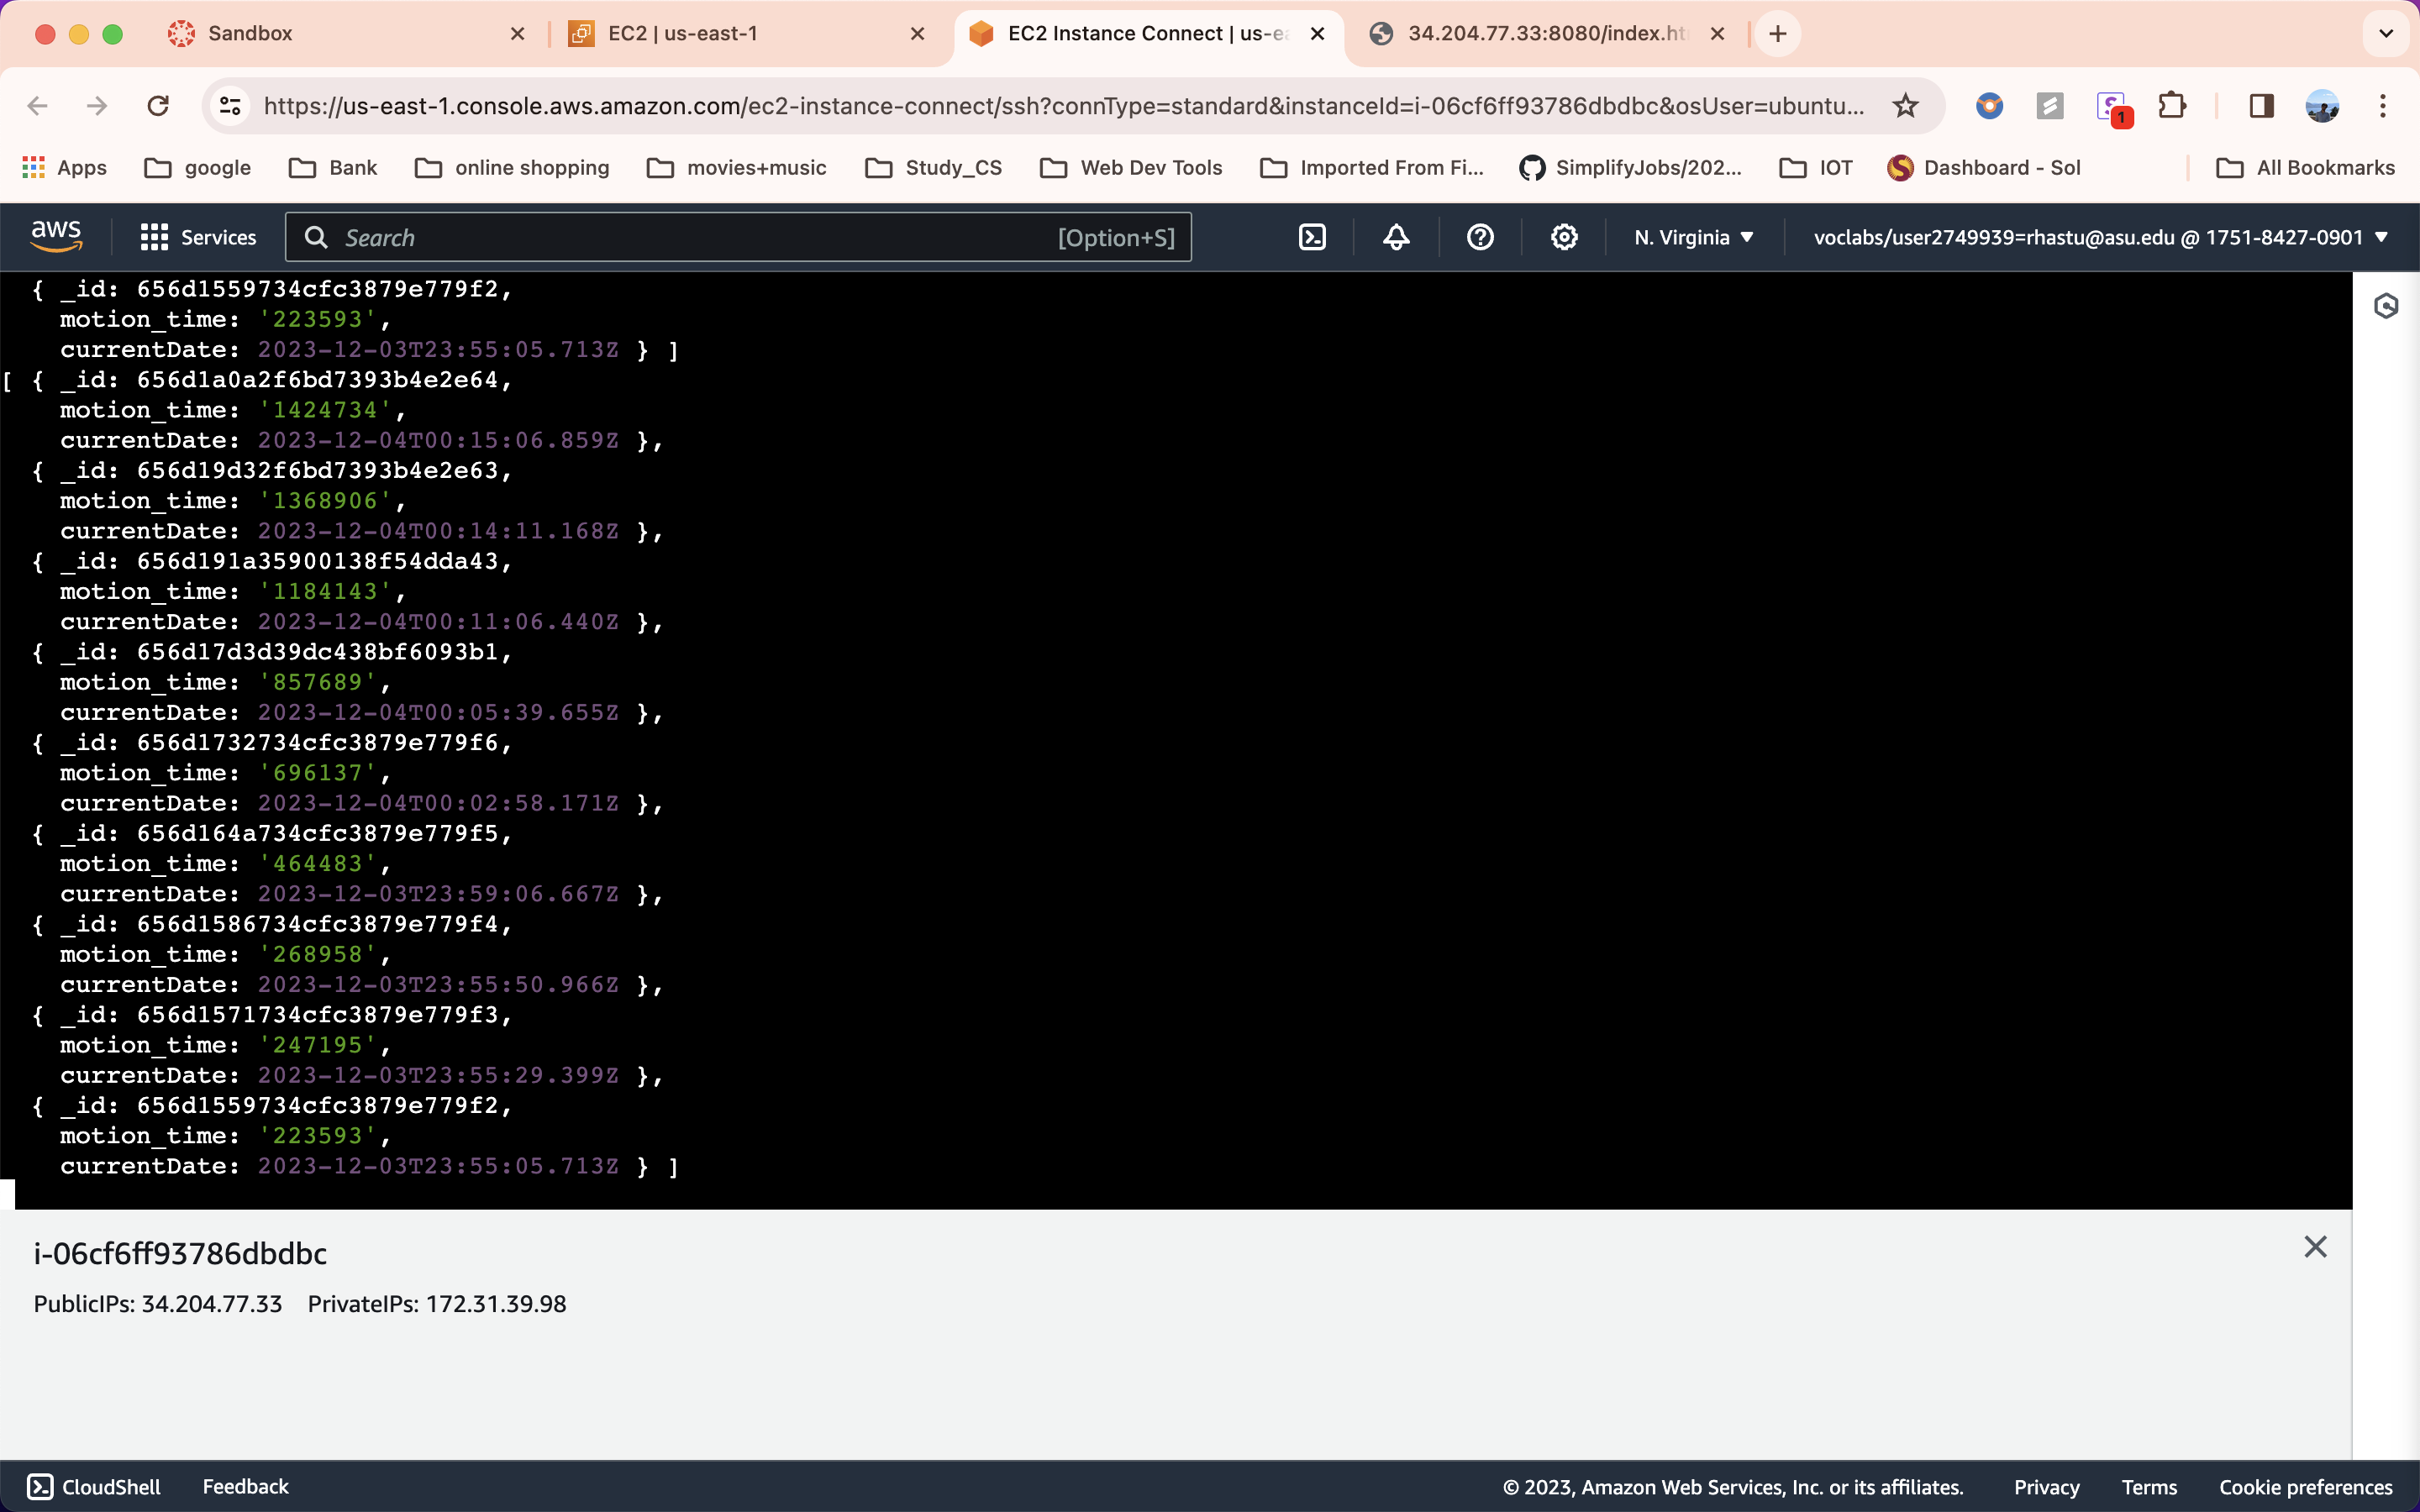 Sandbox
EC2 | us-east-1
EC2 Instance Connect | us-ea
34.204.77.33:8080/index.ht
https://us-east-1.console.aws.amazon.com/ec2-instance-connect/ssh?connType=standard&instanceId=i-06cf6ff93786dbdbc&osUser=ubuntu...
1
Apps
google
Bank
online shopping
movies+music
Study_CS
Web Dev Tools
Imported From Fi...
SimplifyJobs/202...
IOT
Dashboard - Sol
All Bookmarks
aws
Services
Search
[Option+S]
N. Virginia
voclabs/user2749939=rhastu@asu.edu @ 1751-8427-0901
{ _id: 656d1559734cfc3879e779f2,
motion_time: '223593',
currentDate: 2023-12-03T23:55:05.713Z } ]
[ { _id: 656d1a0a2f6bd7393b4e2e64,
motion_time: '1424734',
currentDate: 2023-12-04T00:15:06.859Z },
{ _id: 656d19d32f6bd7393b4e2e63,
motion_time: '1368906',
currentDate: 2023-12-04T00:14:11.168Z },
{ _id: 656d191a35900138f54dda43,
motion_time: '1184143',
currentDate: 2023-12-04T00:11:06.440Z },
{ _id: 656d17d3d39dc438bf6093b1,
motion_time: '857689',
currentDate: 2023-12-04T00:05:39.655Z },
{ _id: 656d1732734cfc3879e779f6,
motion_time: '696137',
currentDate: 2023-12-04T00:02:58.171Z },
{ _id: 656d164a734cfc3879e779f5,
motion_time: '464483',
currentDate: 2023-12-03T23:59:06.667Z },
{ _id: 656d1586734cfc3879e779f4,
motion_time: '268958',
currentDate: 2023-12-03T23:55:50.966Z },
{ _id: 656d1571734cfc3879e779f3,
motion_time: '247195',
currentDate: 2023-12-03T23:55:29.399Z },
{ _id: 656d1559734cfc3879e779f2,
motion_time: '223593',
currentDate: 2023-12-03T23:55:05.713Z } ]
i-06cf6ff93786dbdbc
PublicIPs: 34.204.77.33 PrivateIPs: 172.31.39.98
CloudShell
Feedback
© 2023, Amazon Web Services, Inc. or its affiliates.
Privacy
Terms
Cookie preferences